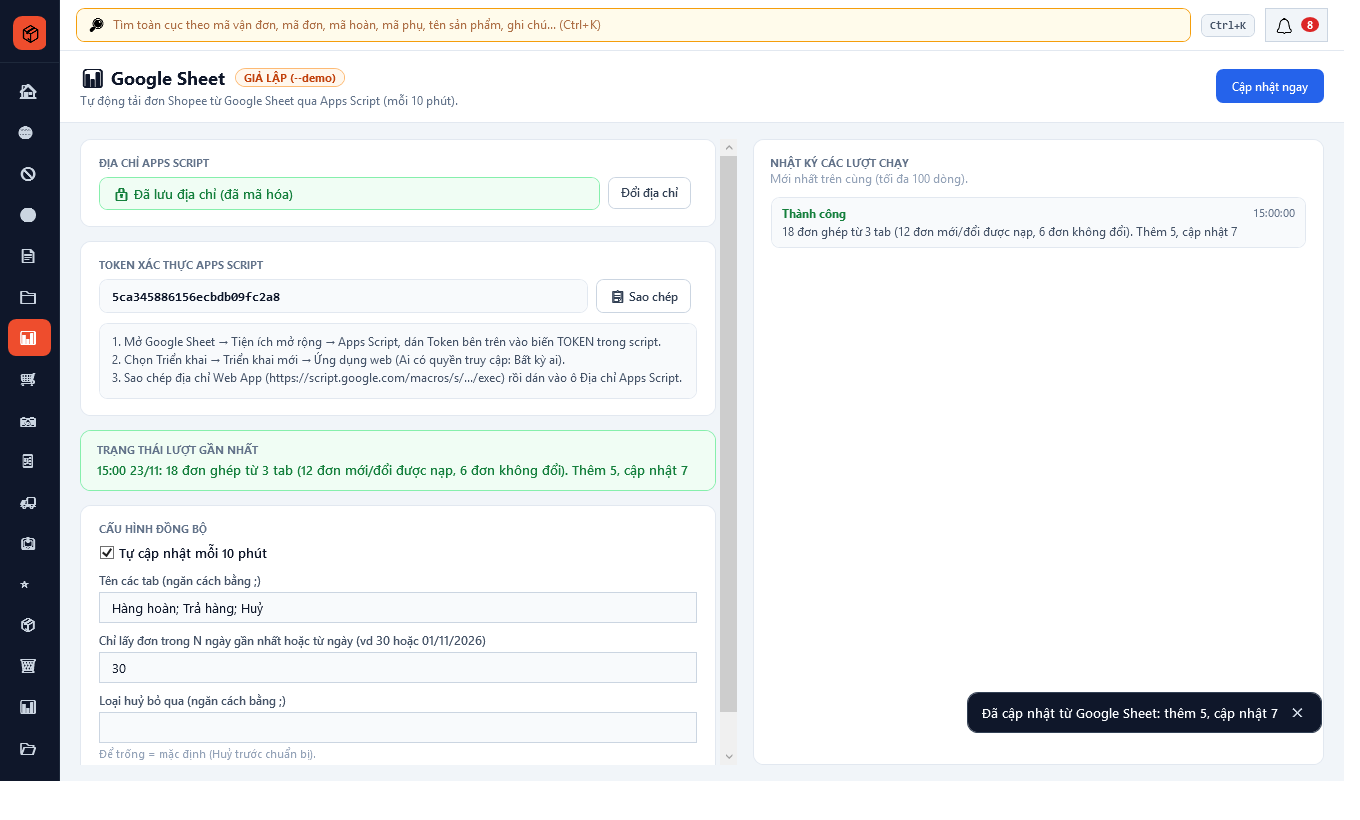 Tìm toàn cục theo mã vận đơn, mã đơn, mã hoàn, mã phụ, tên sản phẩm, ghi chú... (Ctrl+K)
Ctrl+K
8
Google Sheet
GIẢ LẬP (--demo)
Tự động tải đơn Shopee từ Google Sheet qua Apps Script (mỗi 10 phút).
Cập nhật ngay
ĐỊA CHỈ APPS SCRIPT
Đã lưu địa chỉ (đã mã hóa)
Đổi địa chỉ
TOKEN XÁC THỰC APPS SCRIPT
5ca345886156ecbdb09fc2a8
Sao chép
1. Mở Google Sheet → Tiện ích mở rộng → Apps Script, dán Token bên trên vào biến TOKEN trong script.
2. Chọn Triển khai → Triển khai mới → Ứng dụng web (Ai có quyền truy cập: Bất kỳ ai).
3. Sao chép địa chỉ Web App (https://script.google.com/macros/s/.../exec) rồi dán vào ô Địa chỉ Apps Script.
TRẠNG THÁI LƯỢT GẦN NHẤT
15:00 23/11: 18 đơn ghép từ 3 tab (12 đơn mới/đổi được nạp, 6 đơn không đổi). Thêm 5, cập nhật 7
CẤU HÌNH ĐỒNG BỘ
Tự cập nhật mỗi 10 phút
Tên các tab (ngăn cách bằng ;)
Hàng hoàn; Trả hàng; Huỷ
Chỉ lấy đơn trong N ngày gần nhất hoặc từ ngày (vd 30 hoặc 01/11/2026)
30
Loại huỷ bỏ qua (ngăn cách bằng ;)
Để trống = mặc định (Huỷ trước chuẩn bị).
NHẬT KÝ CÁC LƯỢT CHẠY
Mới nhất trên cùng (tối đa 100 dòng).
Thành công
15:00:00
18 đơn ghép từ 3 tab (12 đơn mới/đổi được nạp, 6 đơn không đổi). Thêm 5, cập nhật 7
Đã cập nhật từ Google Sheet: thêm 5, cập nhật 7